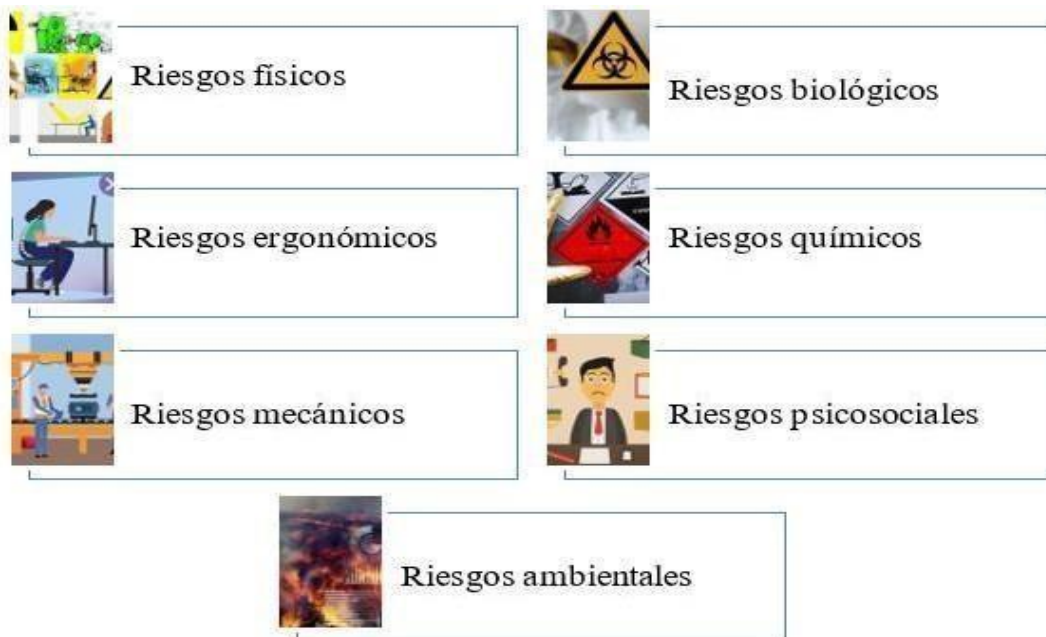 Riesgos físicos
Riesgos biológicos
Riesgos ergonómicos
Riesgos químicos
Riesgos mecánicos
Riesgos psicosociales
Riesgos ambientales